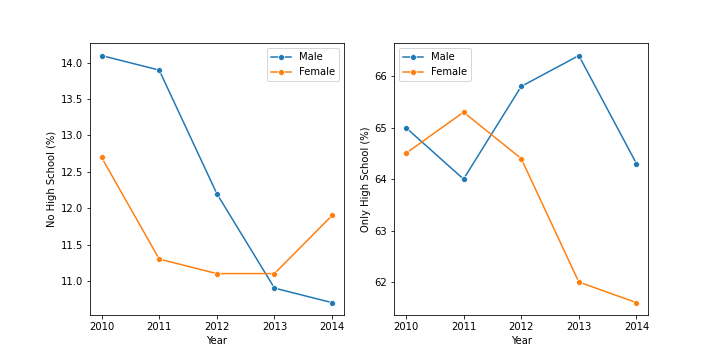 No High School (%)
14.0
13.5
13.0
12.5
12.0
11.5
11.0
2010 2011 2012 2013 2014
Year
Male
Female
Only High School (%)
66
65
64
63
62
2010 2011 2012 2013 2014
Year
Male
Female